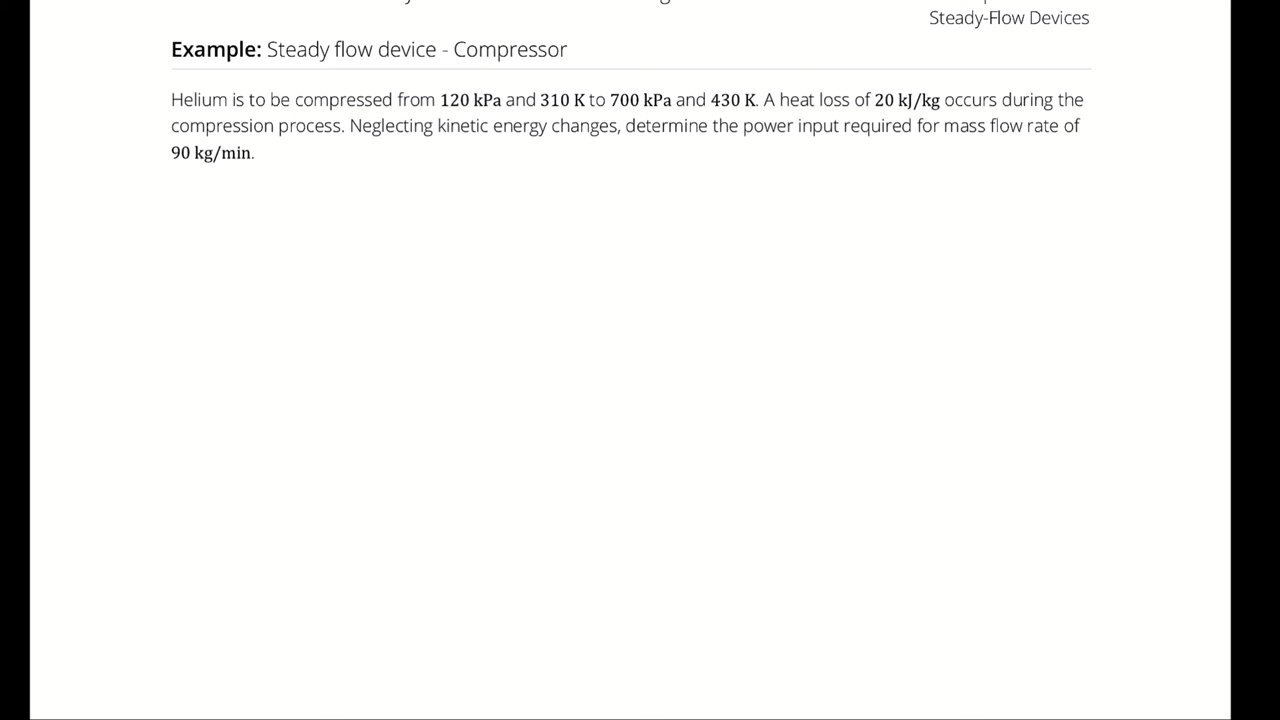 Steady-Flow Devices
Example: Steady flow device - Compressor
Helium is to be compressed from 120 kPa and 310 K to 700 kPa and 430 K. A heat loss of 20 kJ/kg occurs during the
compression process. Neglecting kinetic energy changes, determine the power input required for mass flow rate of
90 kg/min.